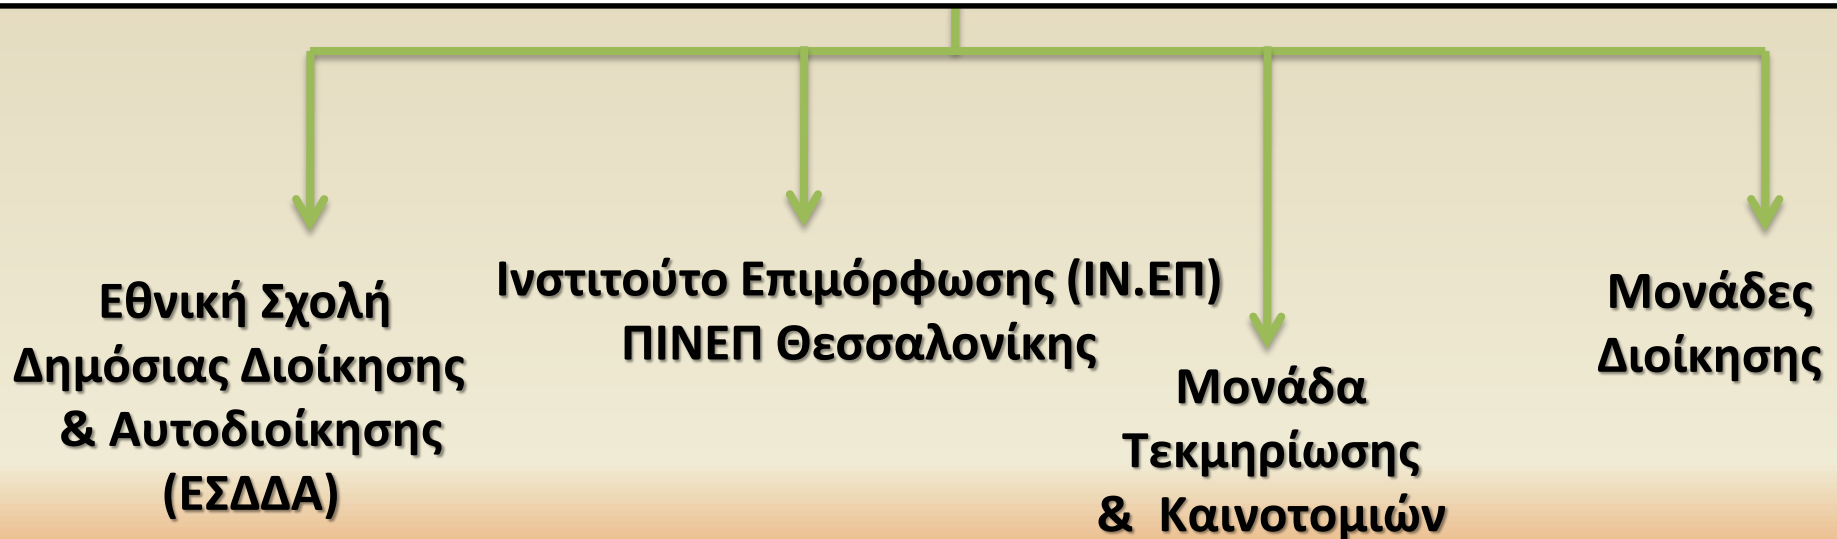 Εθνική Σχολή
Δημόσιας Διοίκησης
& Αυτοδιοίκησης
(ΕΣΔΔΑ)
Ινστιτούτο Επιμόρφωσης (ΙΝ.ΕΠ)
ΠΙΝΕΠ Θεσσαλονίκης
Μονάδα
Τεκμηρίωσης
& Καινοτομιών
Μονάδες
Διοίκησης